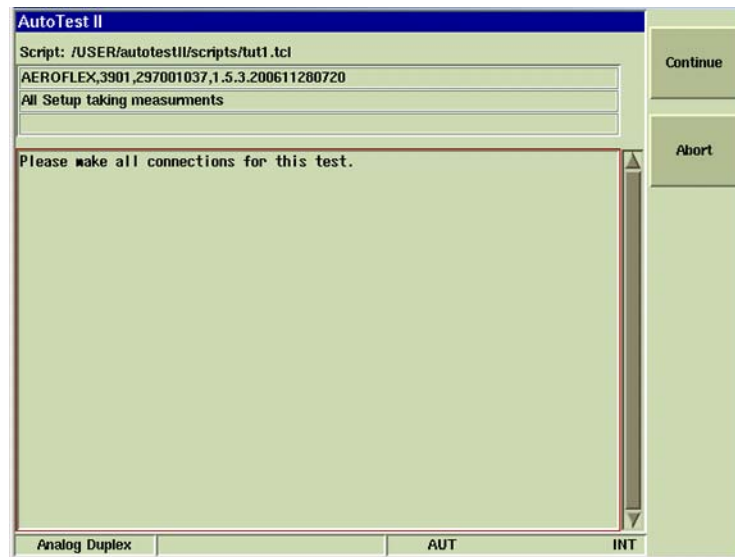 AutoTest II
Script: /USER/autotestII/scripts/tut1.tcl
AEROFLEX,3901,297001037,1.5.3.200611280720
All Setup taking measurments
Please make all connections for this test.
Continue
Abort
Analog Duplex AUT INT